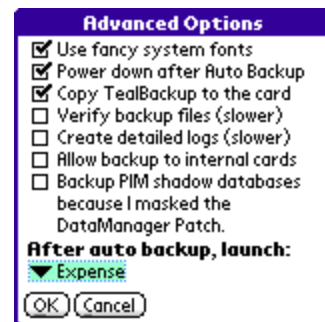 Advanced Options
Use fancy system fonts
Power down after Auto Backup
Copy TealBackup to the card
Verify backup files (slower)
Create detailed logs (slower)
Allow backup to internal cards
Backup PIM shadow databases
because I masked the
DataManager Patch.
After auto backup, launch:
Expense
OK Cancel